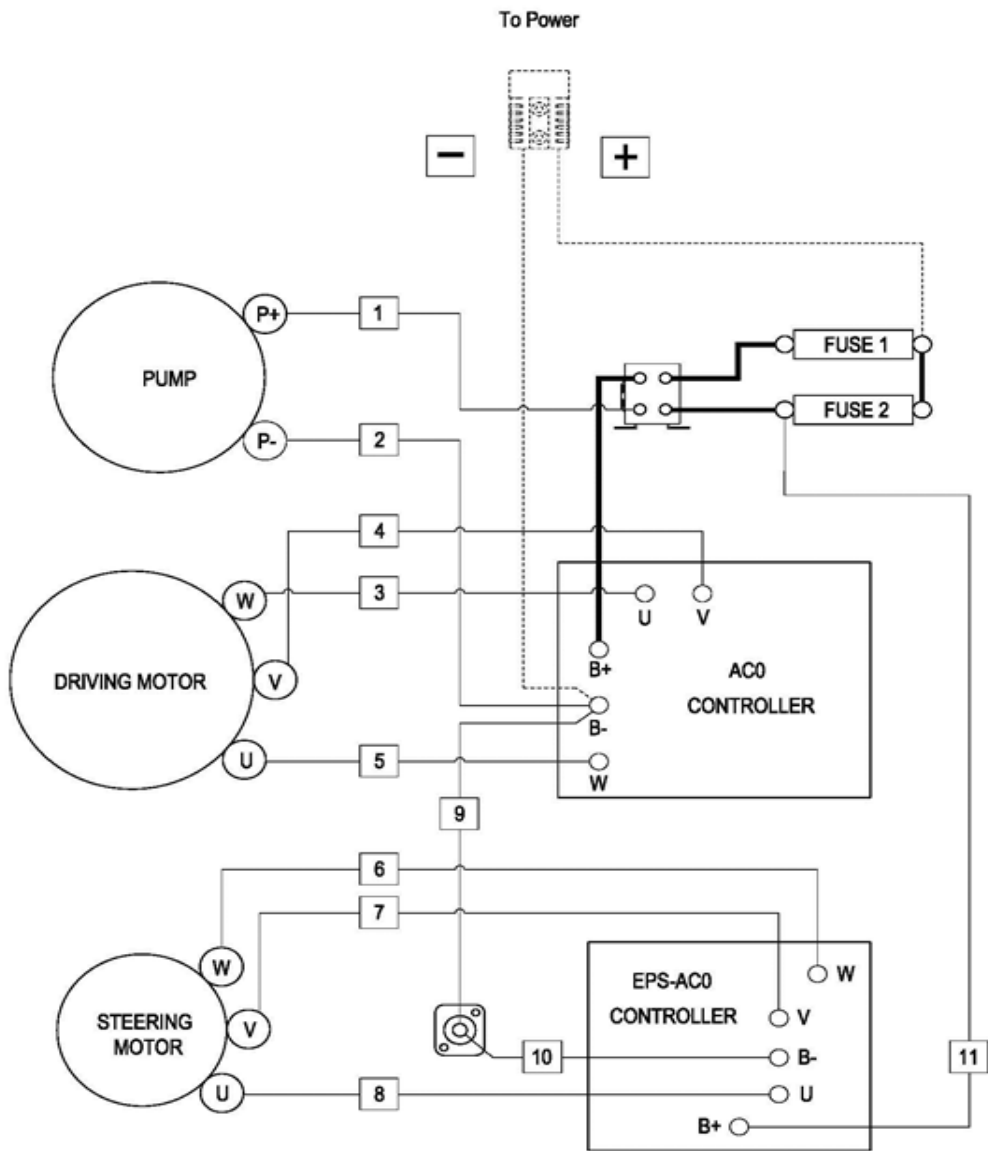 To Power
−
+
P+
1
PUMP
FUSE 1
FUSE 2
P-
2
4
W
3
U
V
DRIVING MOTOR
V
B+
AC0
CONTROLLER
B-
U
5
W
9
6
7
W
W
EPS-AC0
CONTROLLER
STEERING
MOTOR
V
V
10
B-
11
U
8
U
B+